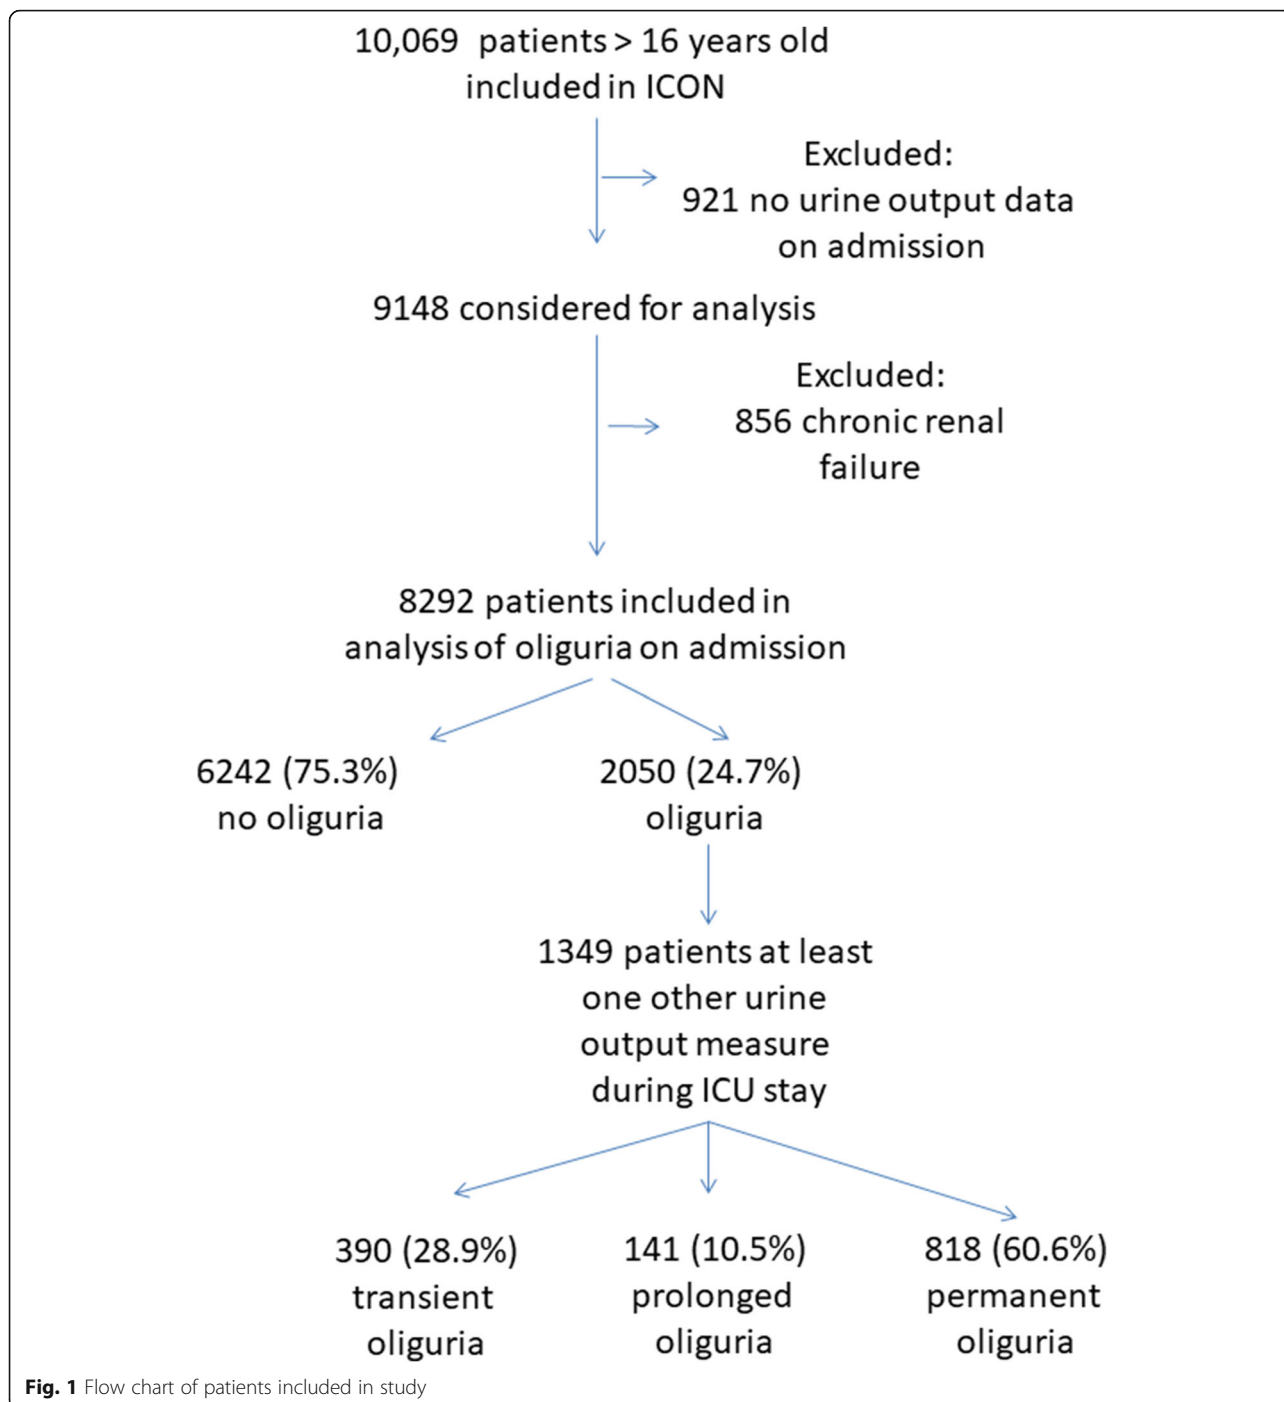 10,069 patients > 16 years old
included in ICON
Excluded:
921 no urine output data
on admission
9148 considered for analysis
Excluded:
856 chronic renal
failure
8292 patients included in
analysis of oliguria on admission
6242 (75.3%)
no oliguria
2050 (24.7%)
oliguria
1349 patients at least
one other urine
output measure
during ICU stay
390 (28.9%)
transient
oliguria
141 (10.5%)
prolonged
oliguria
818 (60.6%)
permanent
oliguria
Fig. 1 Flow chart of patients included in study